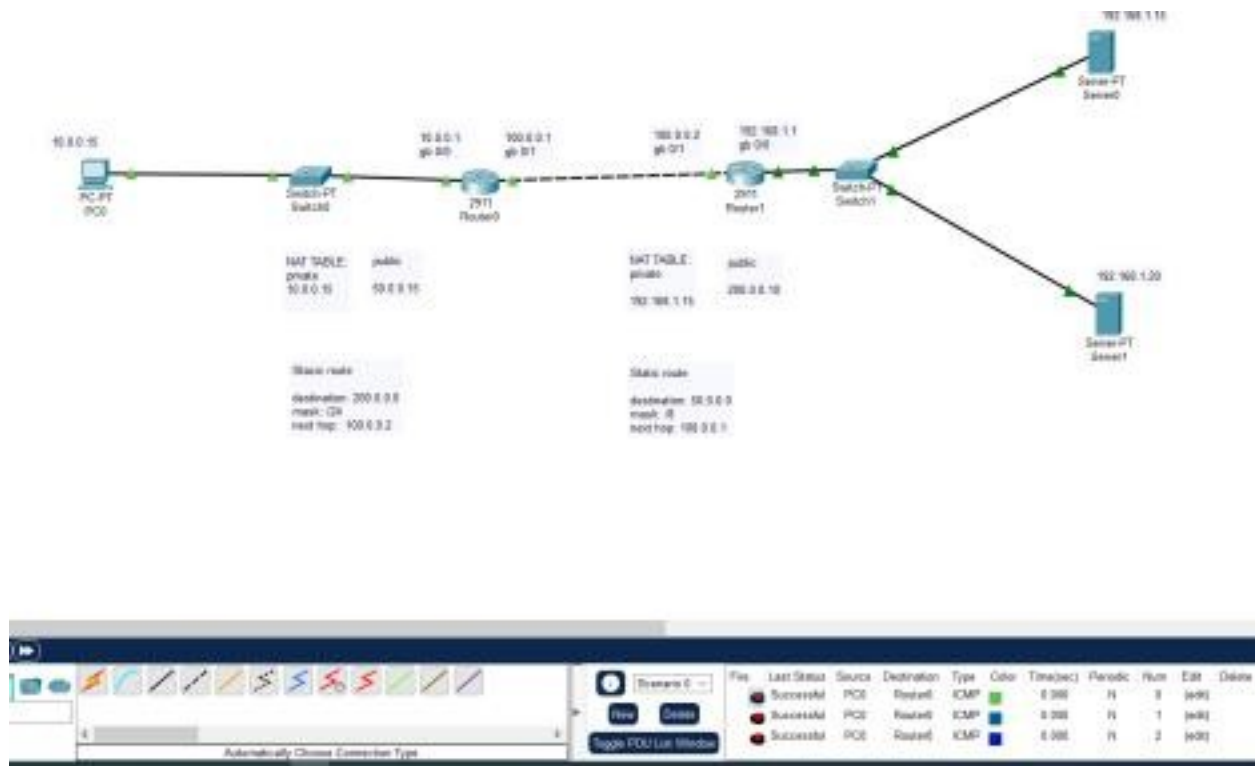 192.168.1.15
Server-PT
Server0
10.0.0.15
PC-PT
PC0
Switch-PT
Switch0
10.0.0.1
gb 0/0
100.0.0.1
gb 0/1
2911
Router0
100.0.0.2
gb 0/1
192.168.1.1
gb 0/0
2911
Router1
Switch-PT
Switch1
192.168.1.20
Server-PT
Server1
NAT TABLE:
private
10.0.0.15
public
50.0.0.15
NAT TABLE:
private
192.168.1.15
public
200.0.0.10
Static route
destination: 200.0.0.0
mask: /24
next hop: 100.0.0.2
Static route
destination: 50.0.0.0
mask: /8
next hop: 100.0.0.1
Automatically Choose Connection Type
Scenario 0
New Delete
Toggle PDU List Window
Fire Last Status Source Destination Type Color Time(sec) Periodic Num Edit Delete
Successful PC0 Router0 ICMP 0.000 N 0 (edit)
Successful PC0 Router0 ICMP 0.000 N 1 (edit)
Successful PC0 Router0 ICMP 0.000 N 2 (edit)